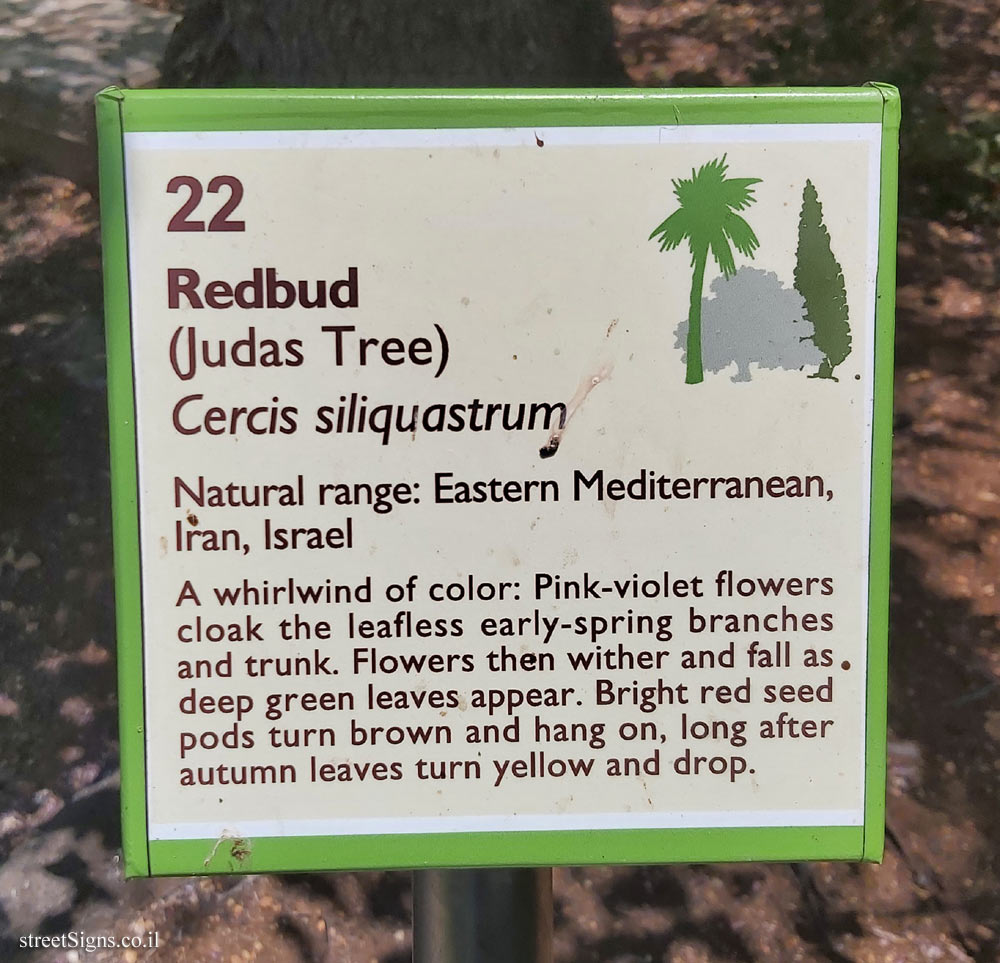 22
Redbud
(Judas Tree)
Cercis siliquastrum
Natural range: Eastern Mediterranean,
Iran, Israel
A whirlwind of color: Pink-violet flowers
cloak the leafless early-spring branches
and trunk. Flowers then wither and fall as
deep green leaves appear. Bright red seed
pods turn brown and hang on, long after
autumn leaves turn yellow and drop.
streetSigns.co.il